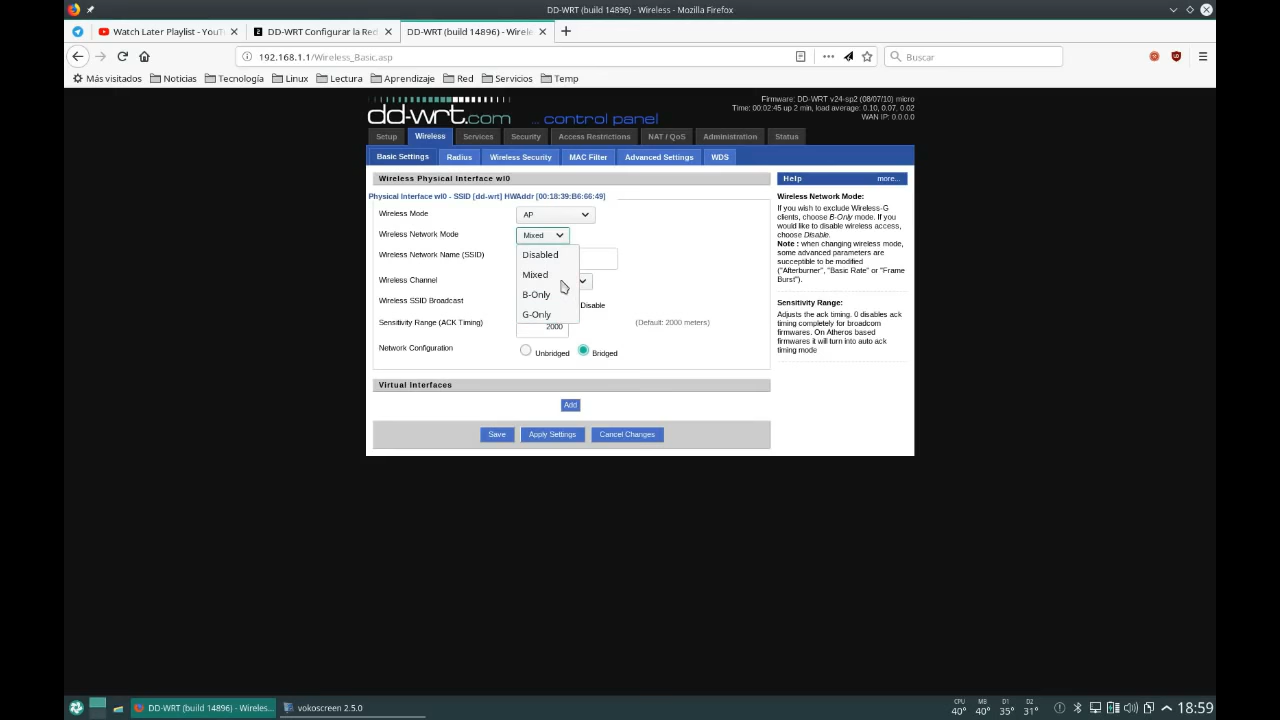 DD-WRT (build 14896) - Wireless - Mozilla Firefox
Watch Later Playlist - YouT
DD-WRT Configurar la Red
DD-WRT (build 14896) - Wirele
192.168.1.1/Wireless_Basic.asp
Buscar
Más visitados Noticias Tecnología Linux Lectura Aprendizaje Red Servicios Temp
dd-wrt.com ... control panel
Firmware: DD-WRT v24-sp2 (08/07/10) micro
Time: 00:02:45 up 2 min, load average: 0.10, 0.07, 0.02
WAN IP: 0.0.0.0
Setup Wireless Services Security Access Restrictions NAT / QoS Administration Status
Basic Settings Radius Wireless Security MAC Filter Advanced Settings WDS
Wireless Physical Interface wl0
Physical Interface wl0 - SSID [dd-wrt] HWAddr [00:18:39:B6:66:49]
Wireless Mode AP
Wireless Network Mode Mixed
Disabled
Mixed
B-Only
G-Only
Wireless Network Name (SSID)
Wireless Channel
Wireless SSID Broadcast Disable
Sensitivity Range (ACK Timing) 2000 (Default: 2000 meters)
Network Configuration Unbridged Bridged
Virtual Interfaces
Add
Save Apply Settings Cancel Changes
Help more...
Wireless Network Mode:
If you wish to exclude Wireless-G
clients, choose B-Only mode. If you
would like to disable wireless access,
choose Disable.
Note : when changing wireless mode,
some advanced parameters are
succeptible to be modified
("Afterburner", "Basic Rate" or "Frame
Burst").
Sensitivity Range:
Adjusts the ack timing. 0 disables ack
timing completely for broadcom
firmwares. On Atheros based
firmwares it will turn into auto ack
timing mode
DD-WRT (build 14896) - Wireles...
vokoscreen 2.5.0
CPU MB D1 D2
40° 40° 35° 31°
18:59